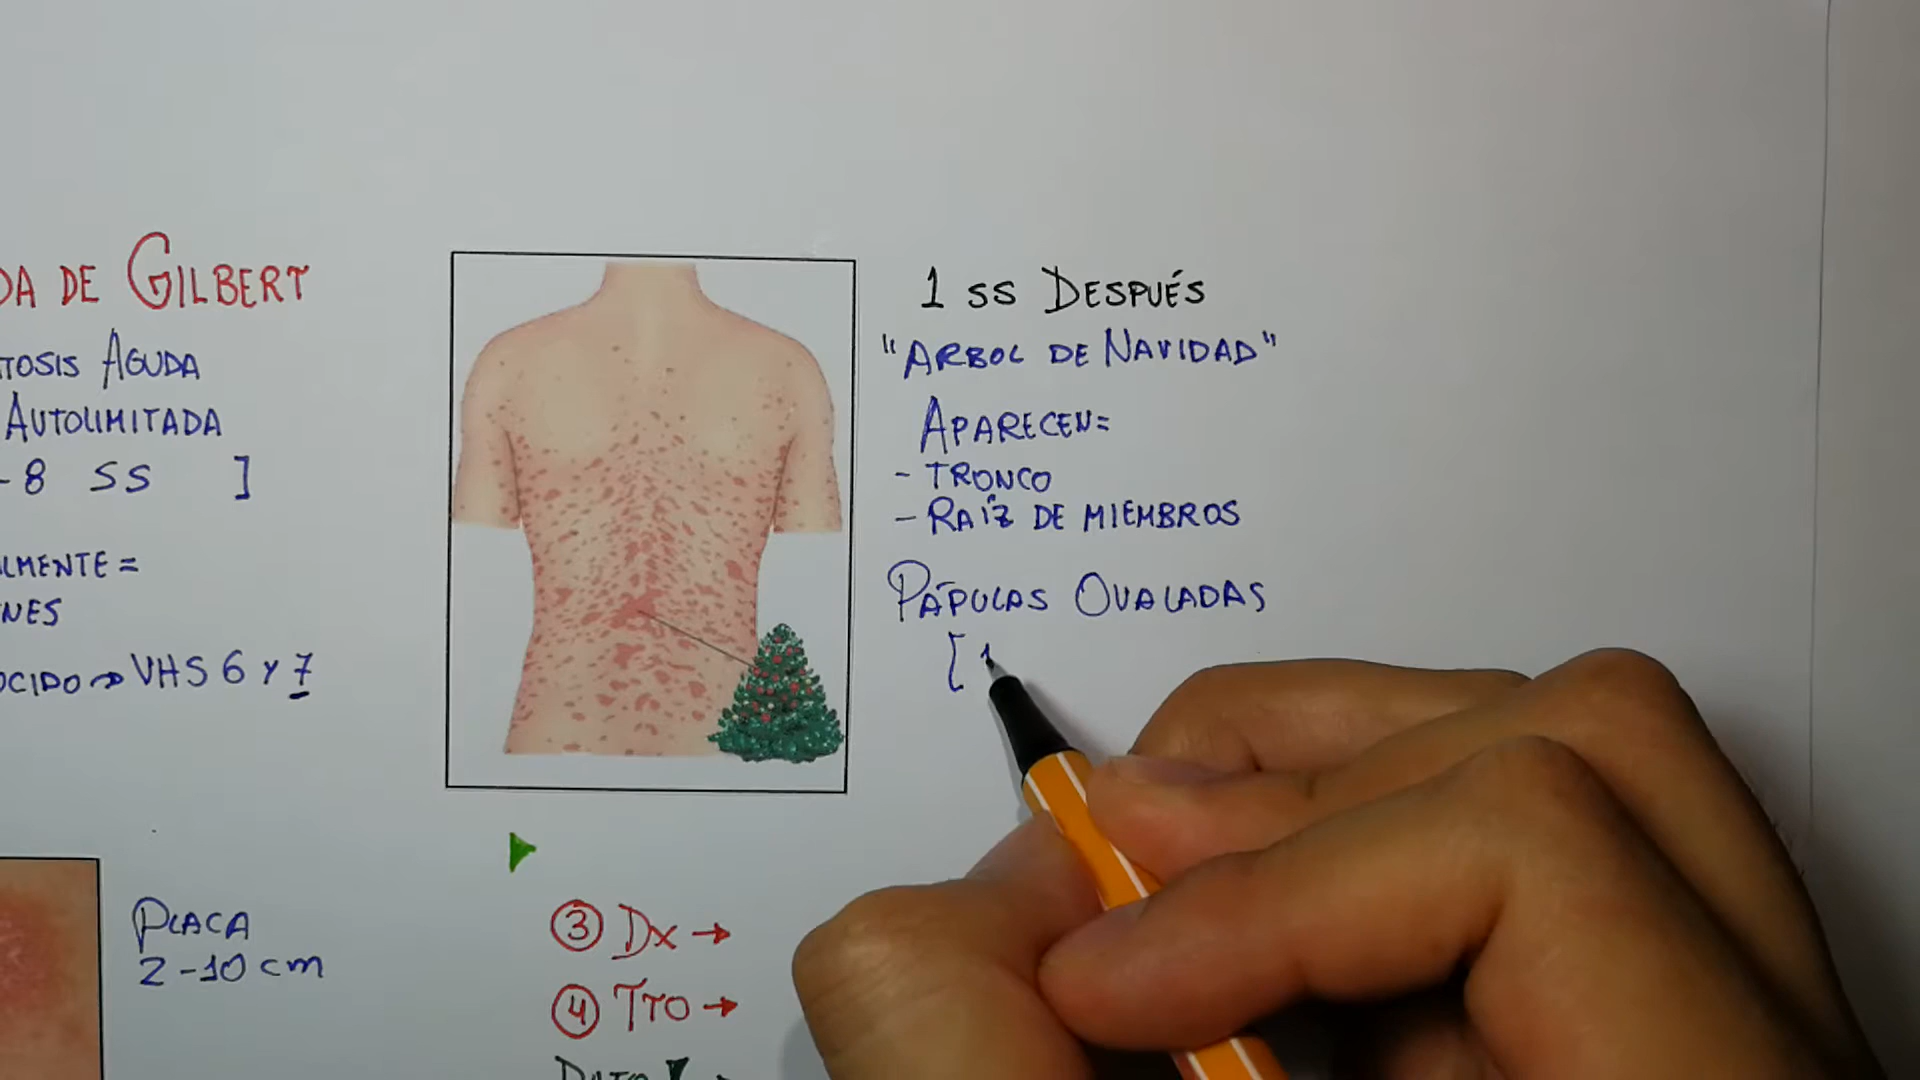 DA DE GILBERT
TOSIS AGUDA
AUTOLIMITADA
-8 SS ]
LMENTE =
NES
OCIDO → VHS 6 Y 7
PLACA
2-10 cm
1 SS DESPUÉS
"ARBOL DE NAVIDAD"
APARECEN=
- TRONCO
- RAÍZ DE MIEMBROS
PÁPULAS OVALADAS
[ 1
③ Dx →
④ TTO →